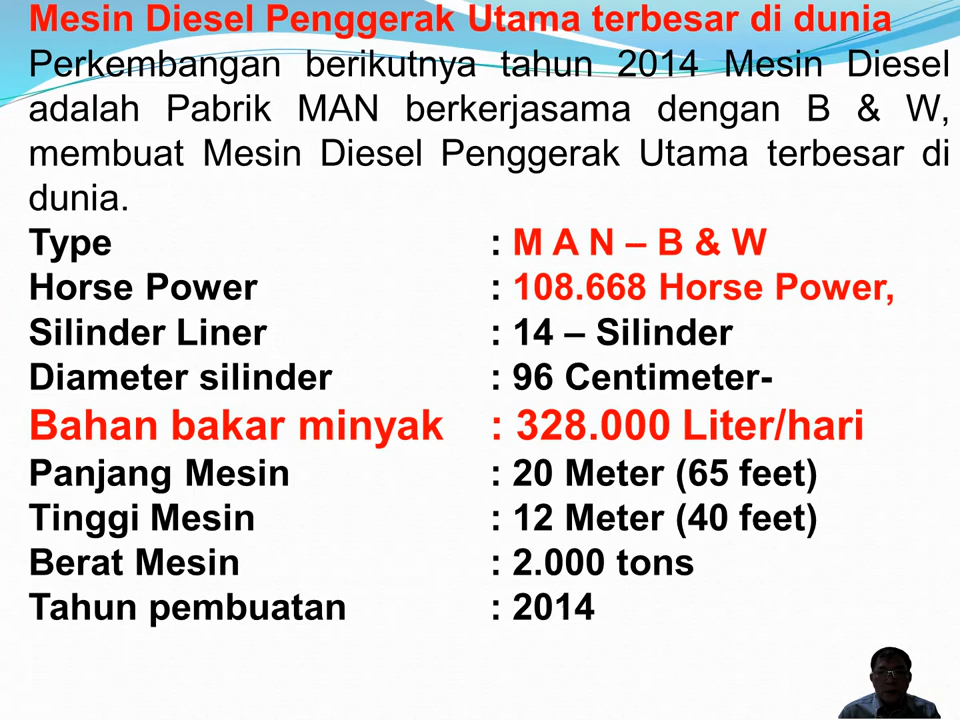 Mesin Diesel Penggerak Utama terbesar di dunia
Perkembangan berikutnya tahun 2014 Mesin Diesel
adalah Pabrik MAN berkerjasama dengan B & W,
membuat Mesin Diesel Penggerak Utama terbesar di
dunia.
Type : M A N – B & W
Horse Power : 108.668 Horse Power,
Silinder Liner : 14 – Silinder
Diameter silinder : 96 Centimeter-
Bahan bakar minyak : 328.000 Liter/hari
Panjang Mesin : 20 Meter (65 feet)
Tinggi Mesin : 12 Meter (40 feet)
Berat Mesin : 2.000 tons
Tahun pembuatan : 2014